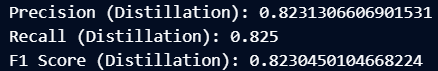 Precision (Distillation): 0.8231306606901531
Recall (Distillation): 0.825
F1 Score (Distillation): 0.8230450104668224